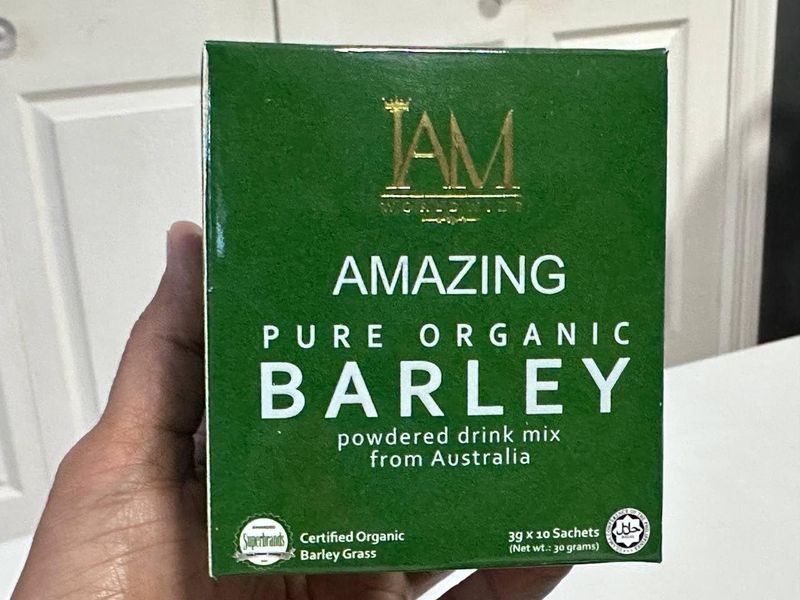 IAM
WORLDWIDE
AMAZING
PURE ORGANIC
BARLEY
powdered drink mix
from Australia
Superbrands
Certified Organic
Barley Grass
3g x 10 Sachets
(Net wt.: 30 grams)
حلال